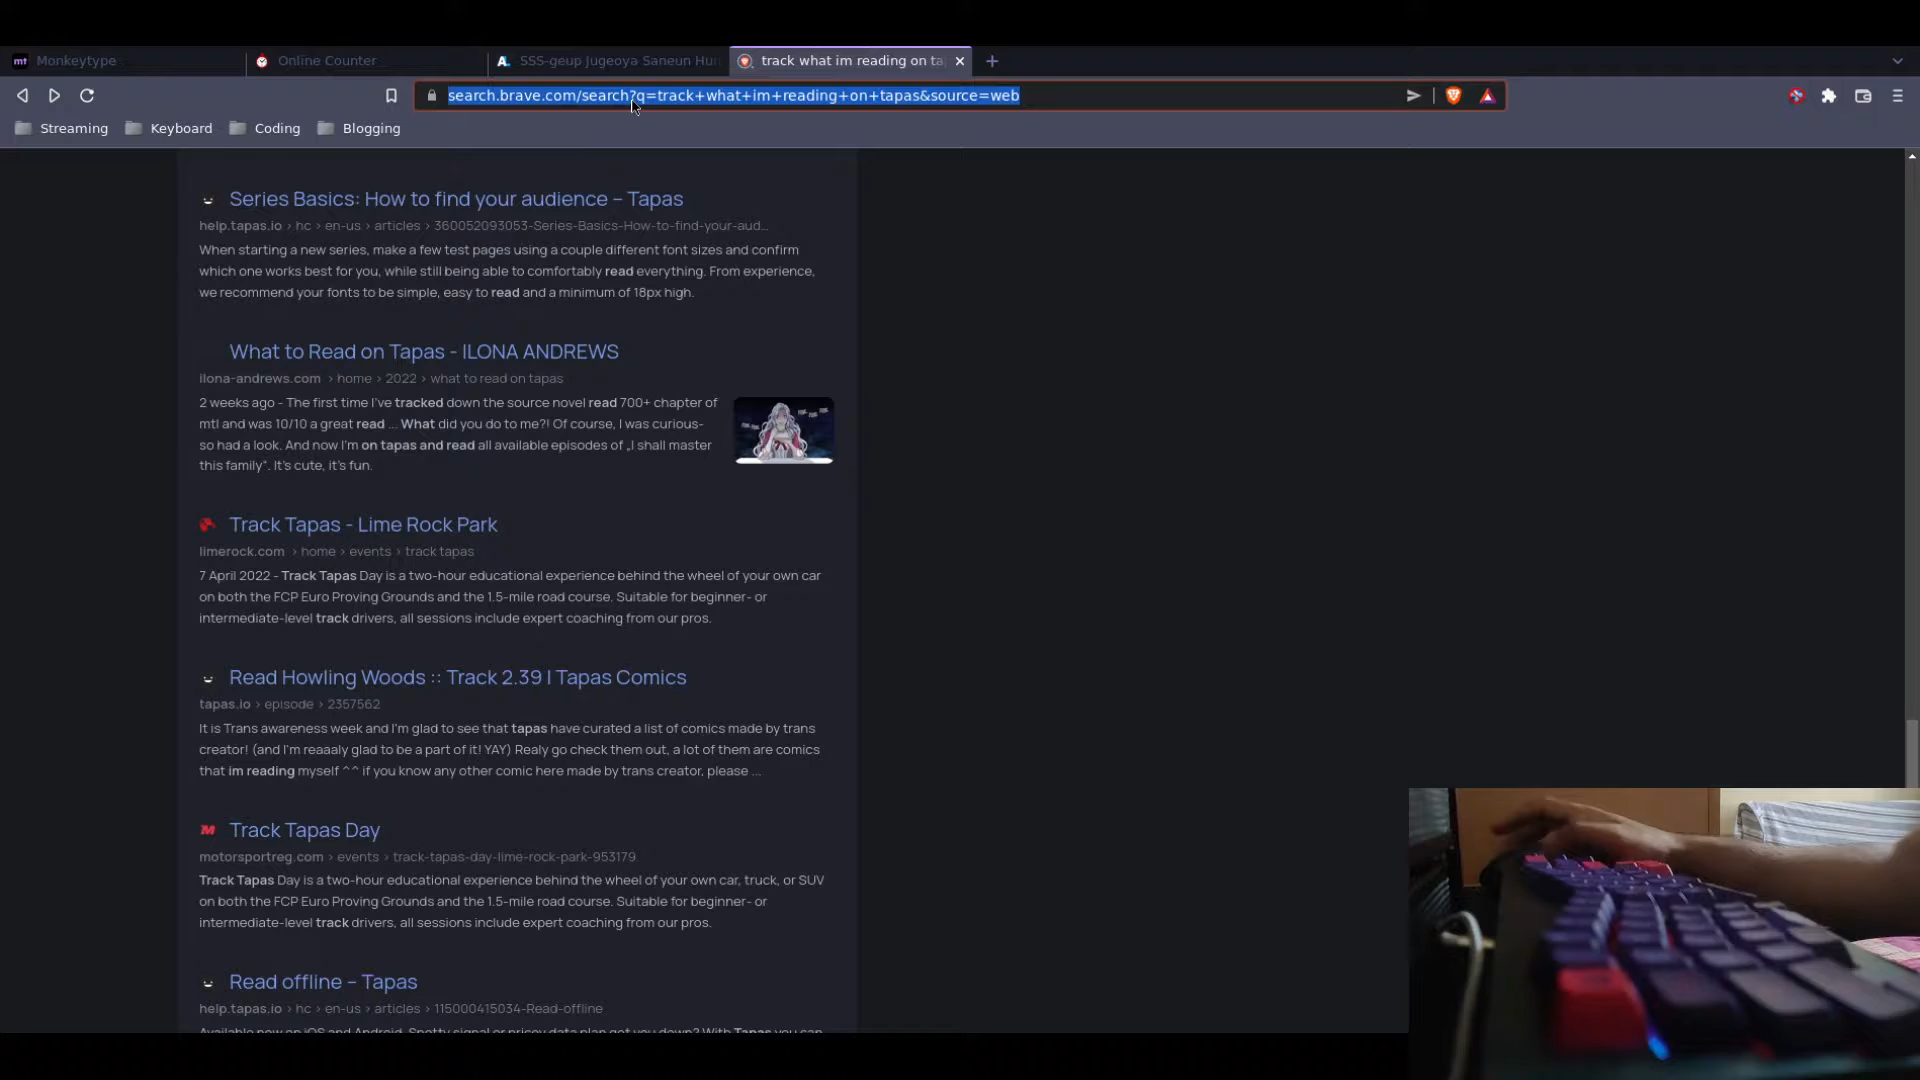 mt Monkeytype
Online Counter
A. SSS-geup Jugeoya Saneun Hun
track what im reading on ta
search.brave.com/search?q=track+what+im+reading+on+tapas&source=web
Streaming
Keyboard
Coding
Blogging
Series Basics: How to find your audience – Tapas
help.tapas.io › hc › en-us › articles › 360052093053-Series-Basics-How-to-find-your-aud...
When starting a new series, make a few test pages using a couple different font sizes and confirm
which one works best for you, while still being able to comfortably read everything. From experience,
we recommend your fonts to be simple, easy to read and a minimum of 18px high.
What to Read on Tapas - ILONA ANDREWS
ilona-andrews.com › home › 2022 › what to read on tapas
2 weeks ago - The first time I've tracked down the source novel read 700+ chapter of
mtl and was 10/10 a great read ... What did you do to me?! Of course, I was curious-
so had a look. And now I'm on tapas and read all available episodes of „I shall master
this family“. It's cute, it's fun.
Track Tapas - Lime Rock Park
limerock.com › home › events › track tapas
7 April 2022 - Track Tapas Day is a two-hour educational experience behind the wheel of your own car
on both the FCP Euro Proving Grounds and the 1.5-mile road course. Suitable for beginner- or
intermediate-level track drivers, all sessions include expert coaching from our pros.
Read Howling Woods :: Track 2.39 | Tapas Comics
tapas.io › episode › 2357562
It is Trans awareness week and I'm glad to see that tapas have curated a list of comics made by trans
creator! (and I'm reaaaly glad to be a part of it! YAY) Realy go check them out, a lot of them are comics
that im reading myself ^^ if you know any other comic here made by trans creator, please ...
Track Tapas Day
motorsportreg.com › events › track-tapas-day-lime-rock-park-953179
Track Tapas Day is a two-hour educational experience behind the wheel of your own car, truck, or SUV
on both the FCP Euro Proving Grounds and the 1.5-mile road course. Suitable for beginner- or
intermediate-level track drivers, all sessions include expert coaching from our pros.
Read offline – Tapas
help.tapas.io › hc › en-us › articles › 115000415034-Read-offline
Available now on iOS and Android. Spotty signal or pricey data plan got you down? With Tapas you can